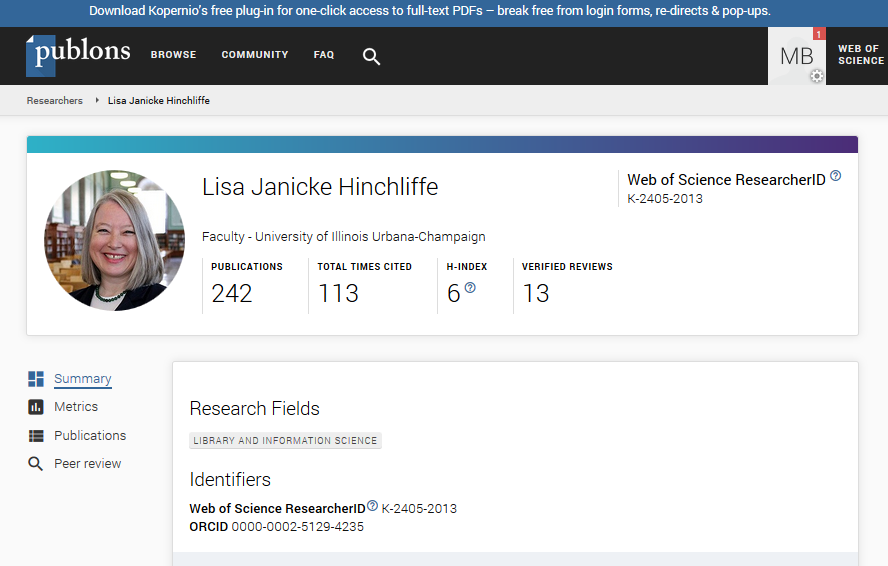 Download Kopernio's free plug-in for one-click access to full-text PDFs – break free from login forms, re-directs & pop-ups.
publons
BROWSE COMMUNITY FAQ
MB
1
WEB OF
SCIENCE
Researchers Lisa Janicke Hinchliffe
Lisa Janicke Hinchliffe
Web of Science ResearcherID ?
K-2405-2013
Faculty - University of Illinois Urbana-Champaign
PUBLICATIONS TOTAL TIMES CITED H-INDEX VERIFIED REVIEWS
242 113 6 ? 13
Summary
Metrics
Publications
Peer review
Research Fields
LIBRARY AND INFORMATION SCIENCE
Identifiers
Web of Science ResearcherID ? K-2405-2013
ORCID 0000-0002-5129-4235